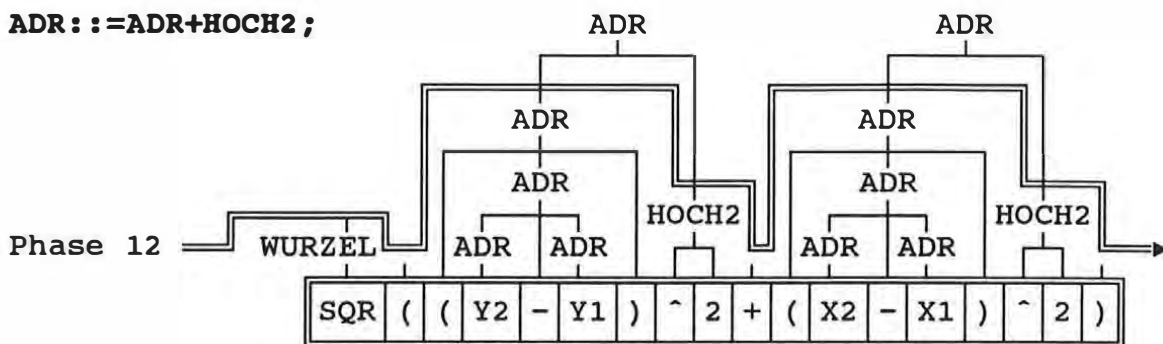 ADR::=ADR+HOCH2;
ADR ADR
ADR ADR
ADR ADR
HOCH2 HOCH2
Phase 12 WURZEL ADR ADR ADR ADR
SQR ( ( Y2 - Y1 ) ^ 2 + ( X2 - X1 ) ^ 2 )